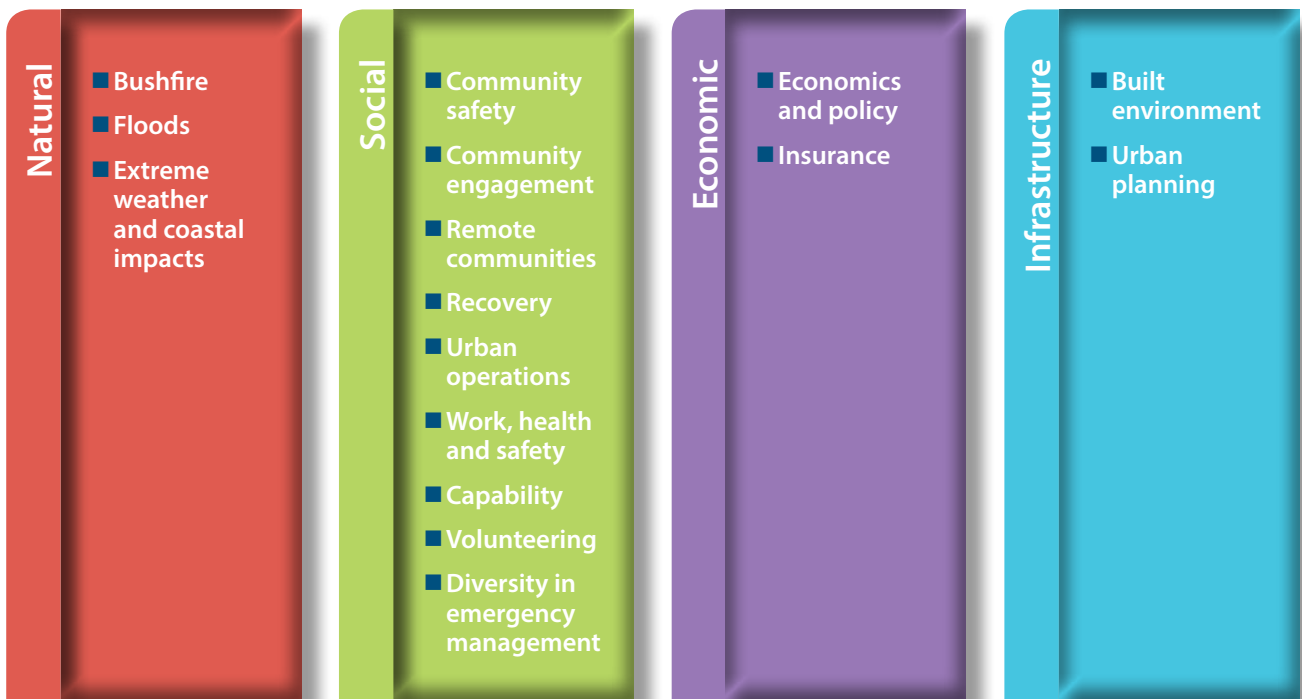 Natural
Bushfire
Floods
Extreme
weather
and coastal
impacts
Social
Community
safety
Community
engagement
Remote
communities
Recovery
Urban
operations
Work, health
and safety
Capability
Volunteering
Diversity in
emergency
management
Economic
Economics
and policy
Insurance
Infrastructure
Built
environment
Urban
planning